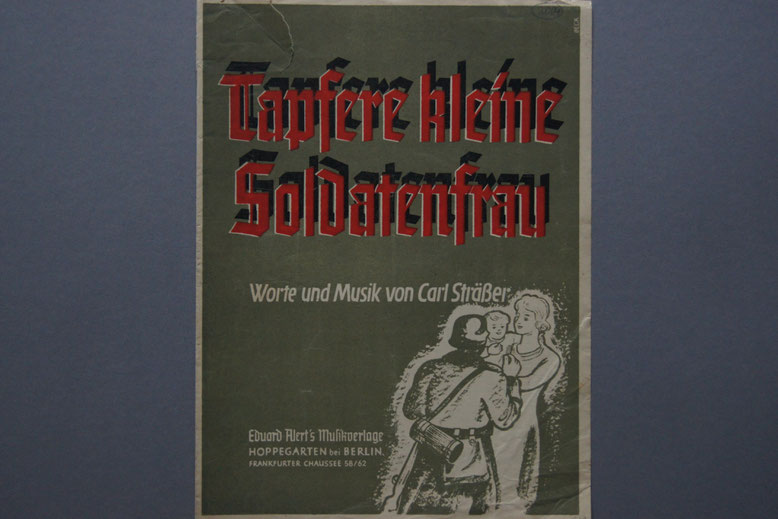 Tapfere kleine
Soldatenfrau
Worte und Musik von Carl Sträßer
Eduard Alert's Musikverlage
HOPPEGARTEN bei BERLIN
FRANKFURTER CHAUSSEE 58/62